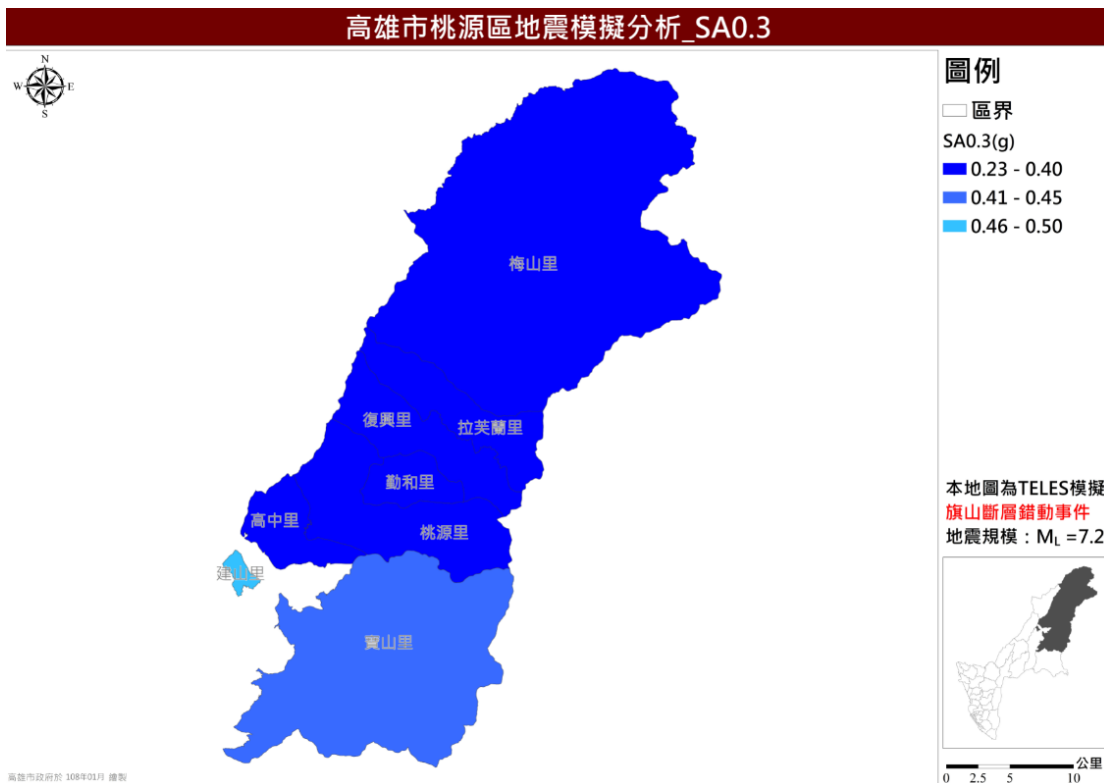 高雄市桃源區地震模擬分析_SA0.3
N
W
E
S
圖例
區界
SA0.3(g)
0.23 - 0.40
0.41 - 0.45
0.46 - 0.50
梅山里
復興里
拉芙蘭里
勤和里
高中里
桃源里
建山里
寶山里
本地圖為TELES模擬
旗山斷層錯動事件
地震規模：ML =7.2
公里
0 2.5 5 10
高雄市政府於 108年01月 繪製